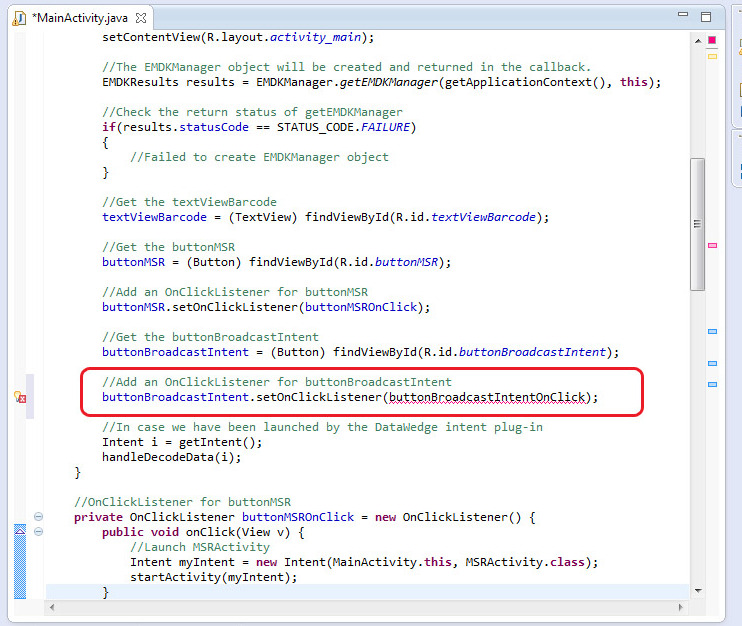 *MainActivity.java
setContentView(R.layout.activity_main);
//The EMDKManager object will be created and returned in the callback.
EMDKResults results = EMDKManager.getEMDKManager(getApplicationContext(), this);
//Check the return status of getEMDKManager
if(results.statusCode == STATUS_CODE.FAILURE)
{
//Failed to create EMDKManager object
}
//Get the textViewBarcode
textViewBarcode = (TextView) findViewById(R.id.textViewBarcode);
//Get the buttonMSR
buttonMSR = (Button) findViewById(R.id.buttonMSR);
//Add an OnClickListener for buttonMSR
buttonMSR.setOnClickListener(buttonMSROnClick);
//Get the buttonBroadcastIntent
buttonBroadcastIntent = (Button) findViewById(R.id.buttonBroadcastIntent);
//Add an OnClickListener for buttonBroadcastIntent
buttonBroadcastIntent.setOnClickListener(buttonBroadcastIntentOnClick);
//In case we have been launched by the DataWedge intent plug-in
Intent i = getIntent();
handleDecodeData(i);
}
//OnClickListener for buttonMSR
private OnClickListener buttonMSROnClick = new OnClickListener() {
public void onClick(View v) {
//Launch MSRActivity
Intent myIntent = new Intent(MainActivity.this, MSRActivity.class);
startActivity(myIntent);
}